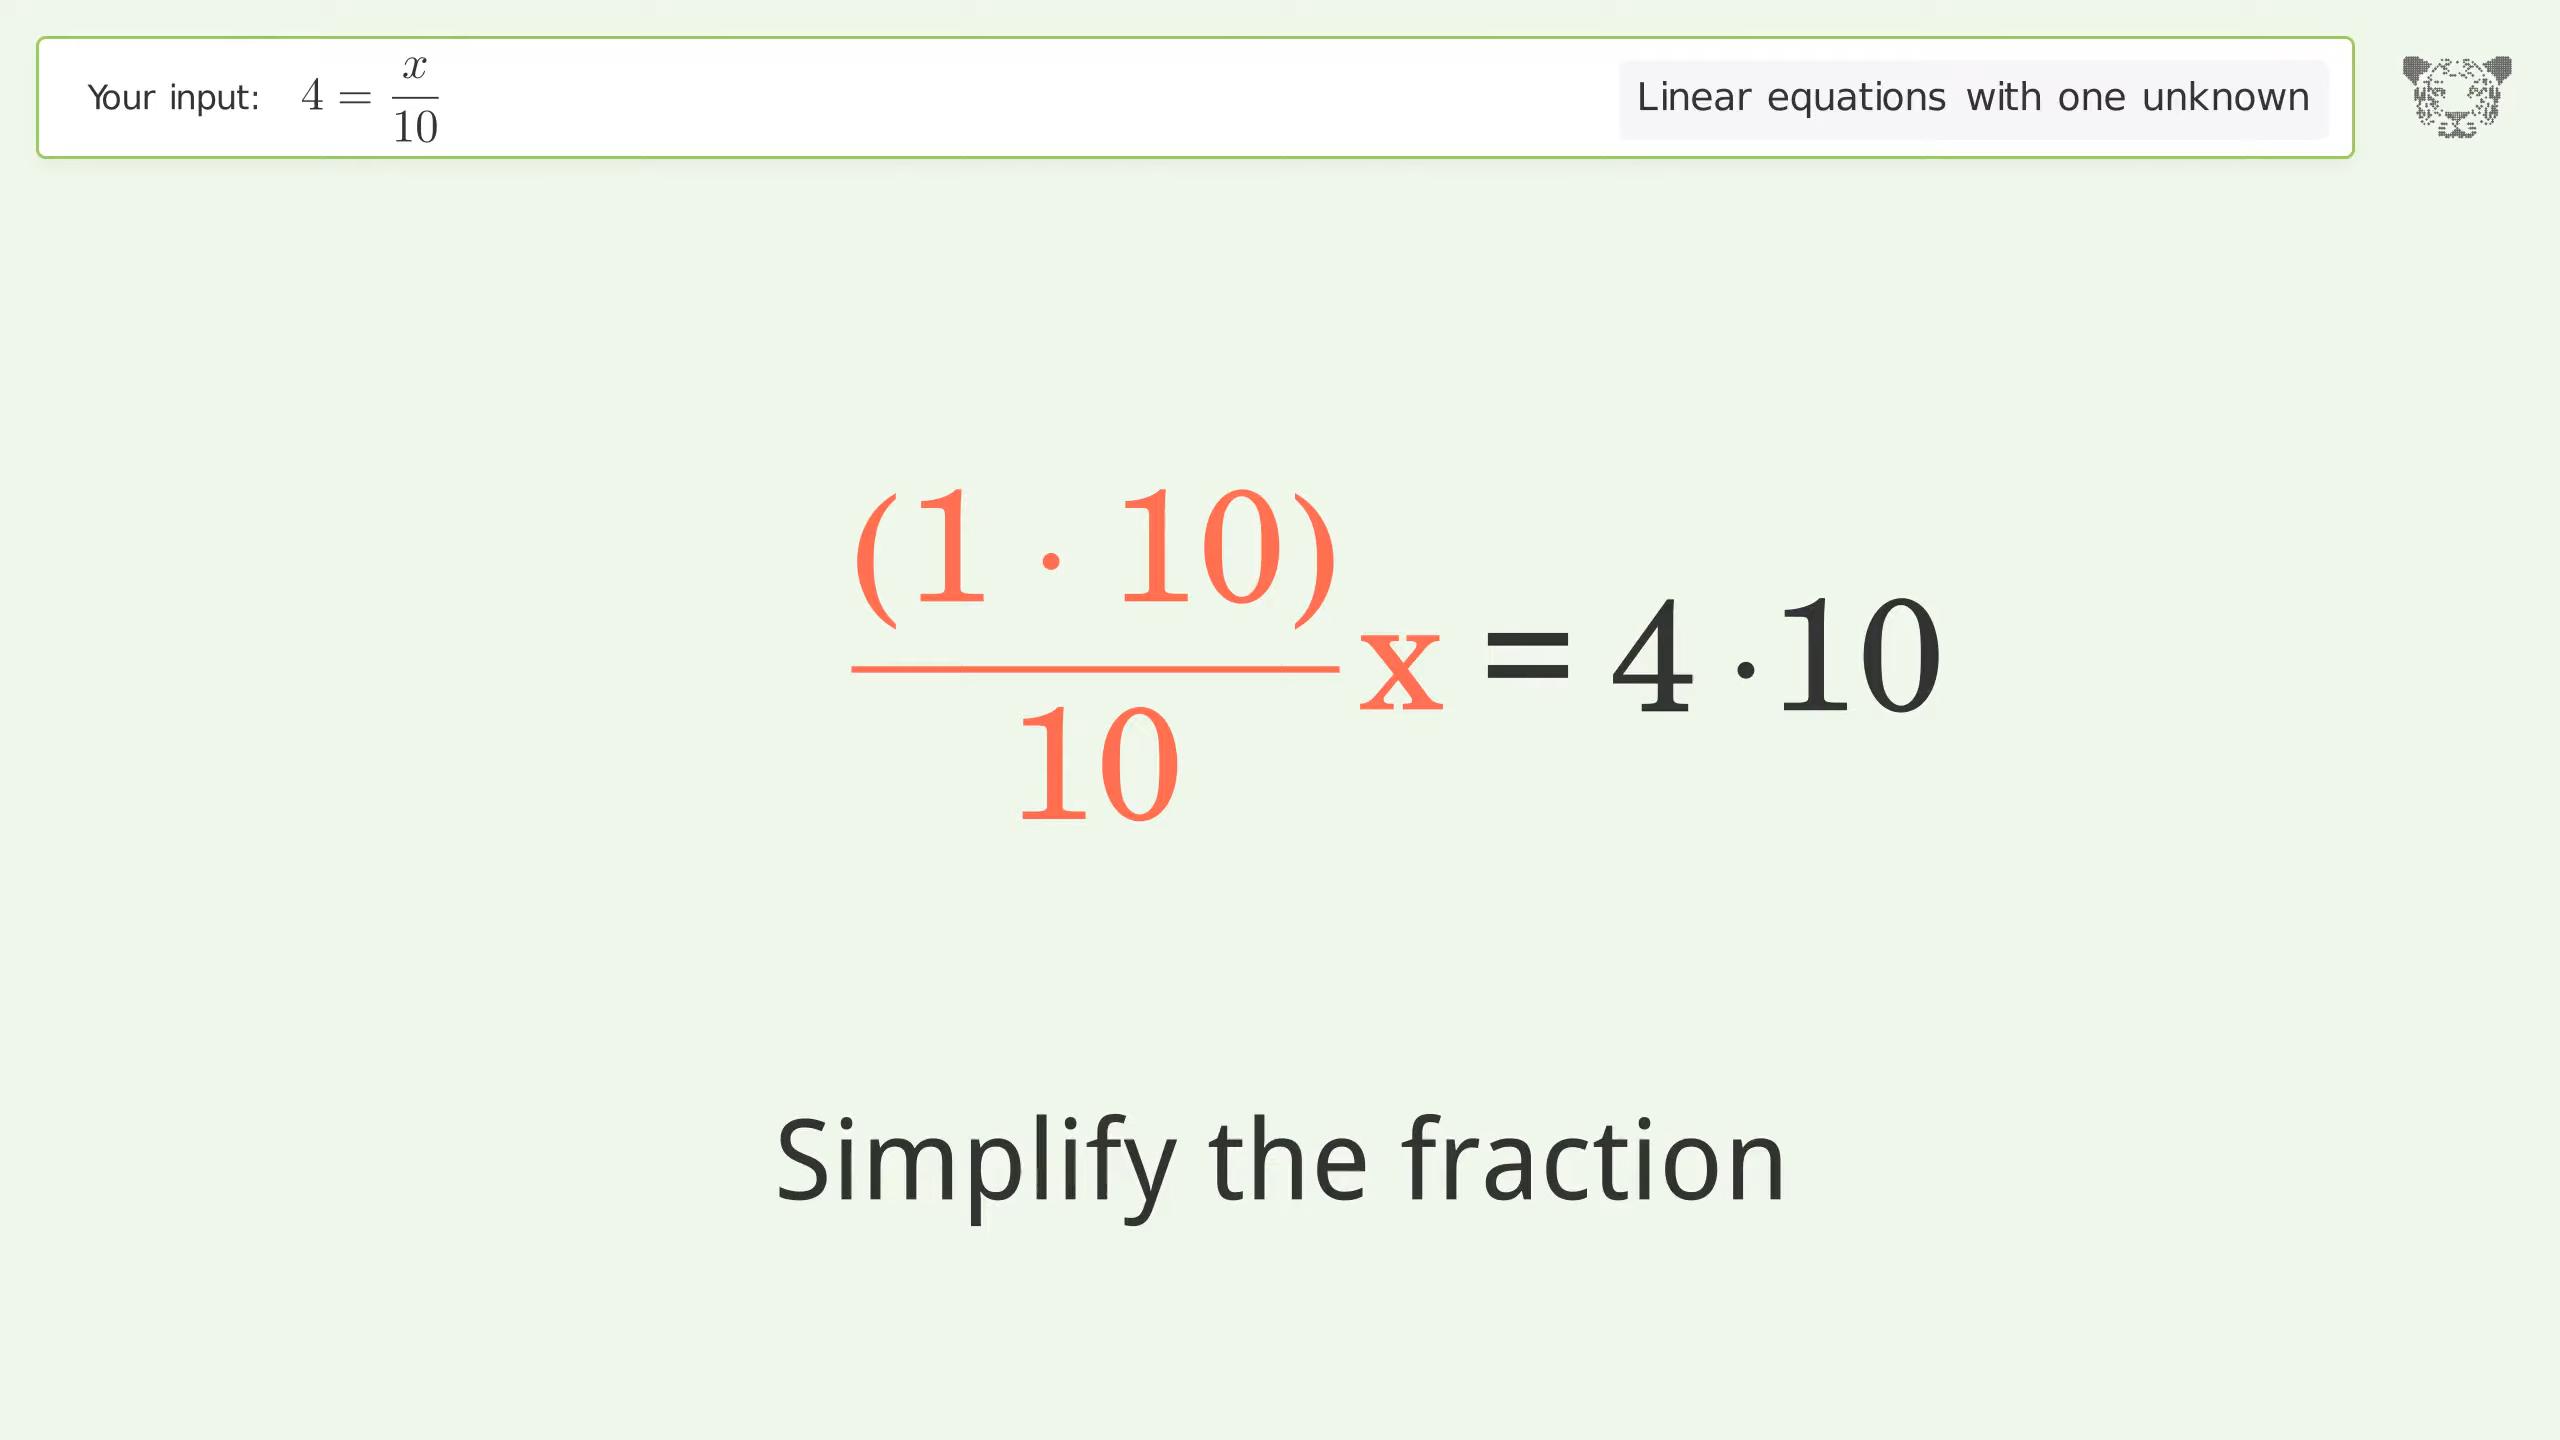 Your input: 4 = x/10
Linear equations with one unknown
(1 · 10)/10 x = 4 · 10
Simplify the fraction